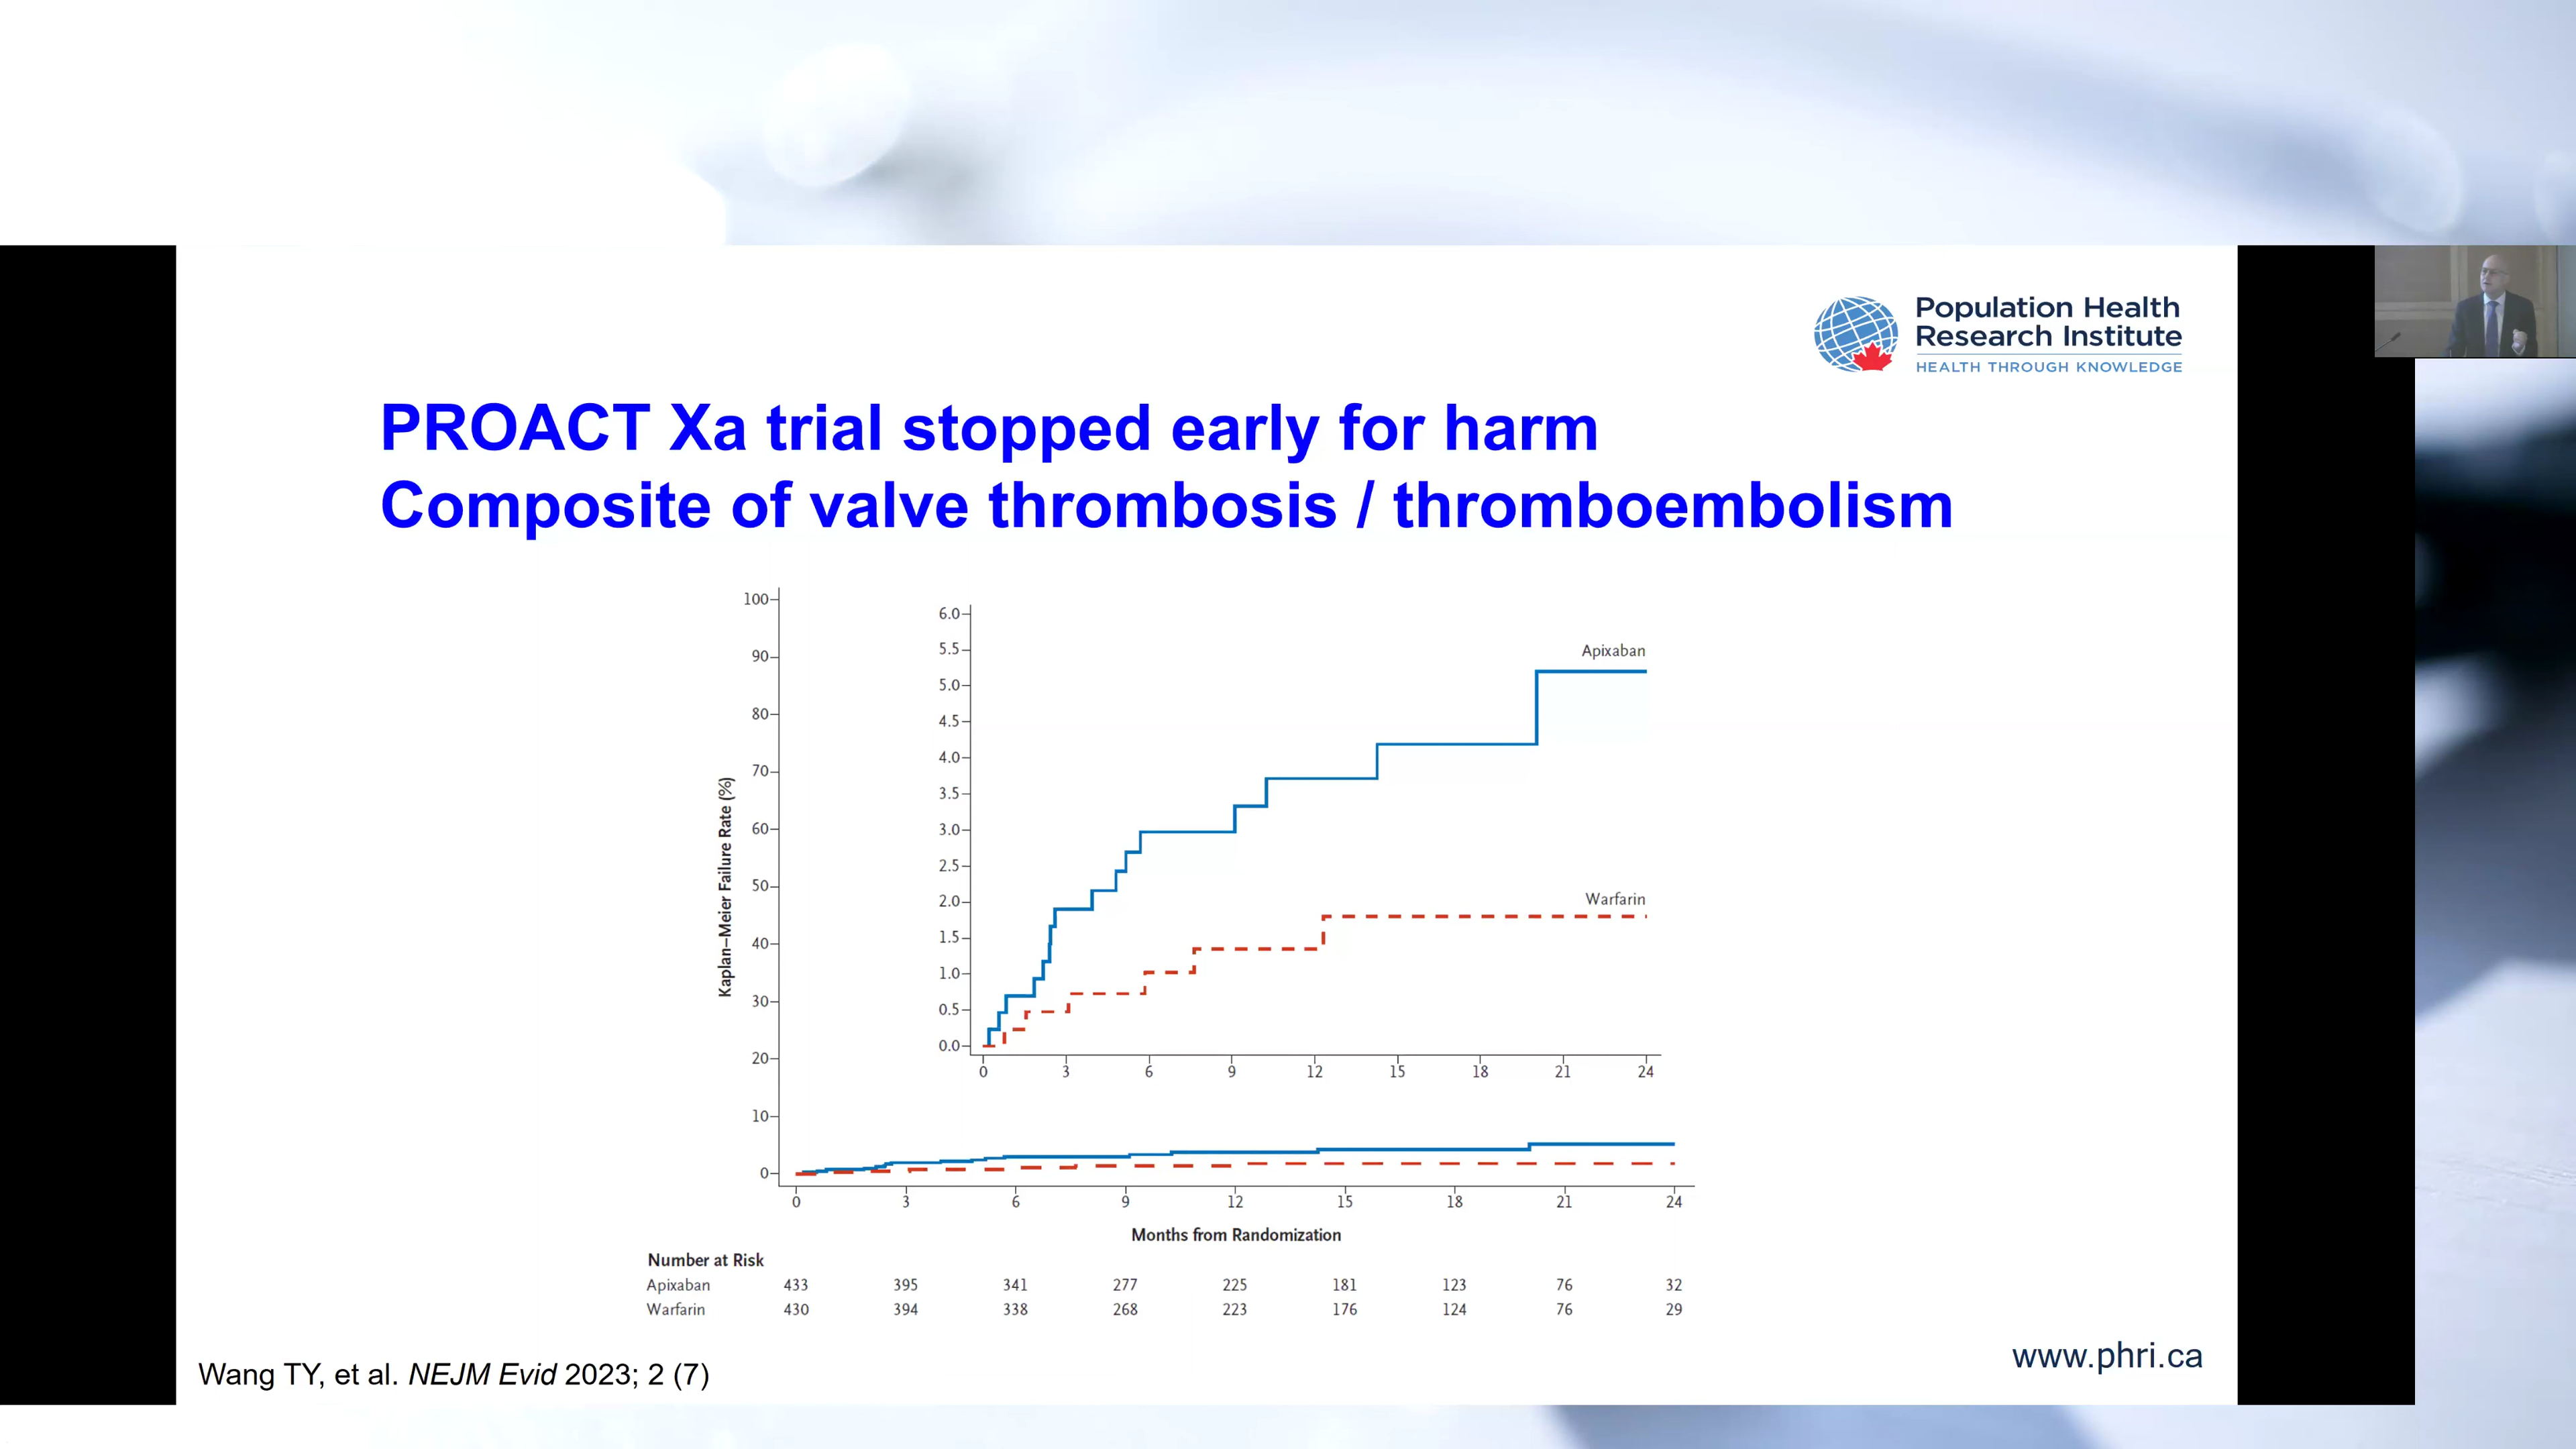 Population Health
Research Institute
HEALTH THROUGH KNOWLEDGE
PROACT Xa trial stopped early for harm
Composite of valve thrombosis / thromboembolism
Kaplan–Meier Failure Rate (%)
100
90
80
70
60
50
40
30
20
10
0
6.0
5.5
5.0
4.5
4.0
3.5
3.0
2.5
2.0
1.5
1.0
0.5
0.0
Apixaban
Warfarin
0 3 6 9 12 15 18 21 24
0 3 6 9 12 15 18 21 24
Months from Randomization
Number at Risk
Apixaban 433 395 341 277 225 181 123 76 32
Warfarin 430 394 338 268 223 176 124 76 29
Wang TY, et al. NEJM Evid 2023; 2 (7)
www.phri.ca